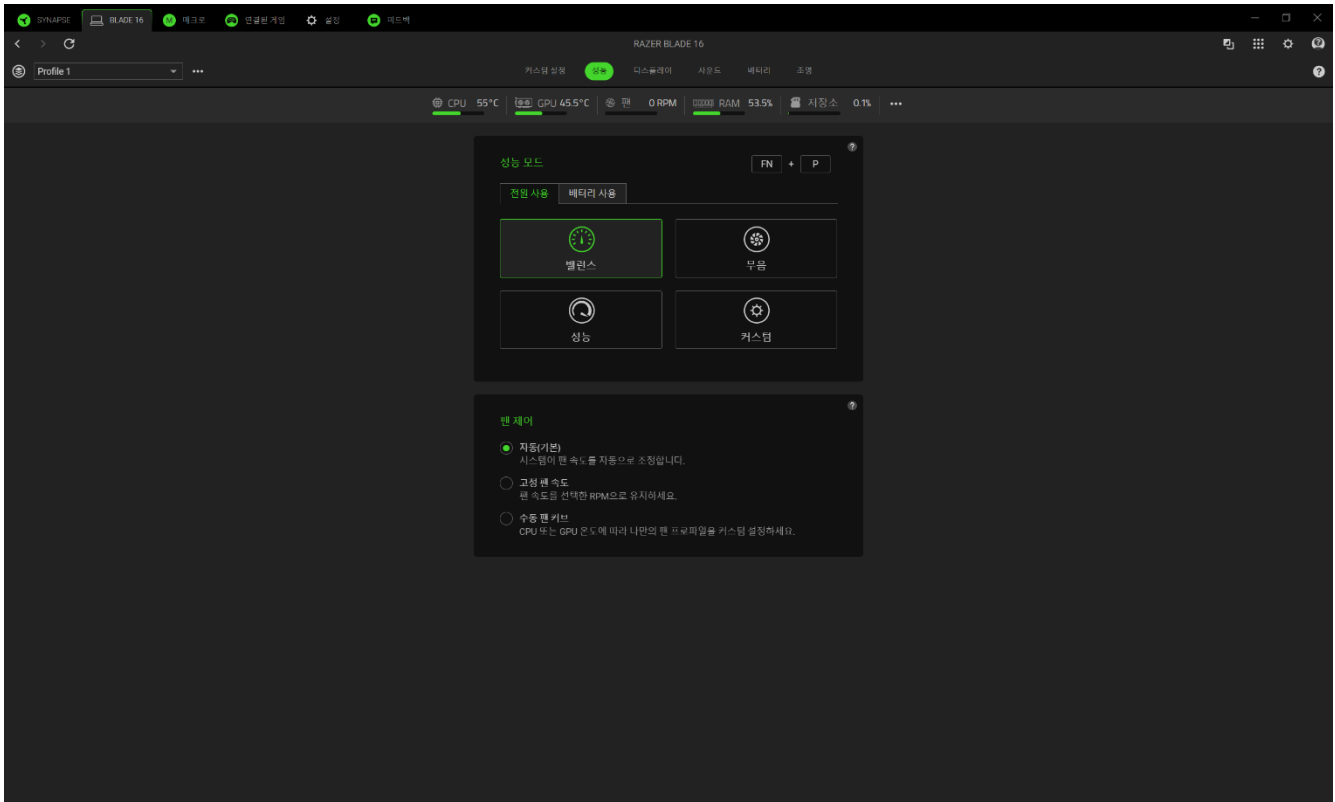 SYNAPSE BLADE 16 매크로 연결된 게임 설정 피드백
RAZER BLADE 16
Profile 1 커스텀 설정 성능 디스플레이 사운드 배터리 조명
CPU 55°C GPU 45.5°C 팬 0 RPM RAM 53.5% 저장소 0.1%
성능 모드 FN + P
전원 사용 배터리 사용
밸런스 무음
성능 커스텀
팬 제어
자동(기본)
시스템이 팬 속도를 자동으로 조정합니다.
고정 팬 속도
팬 속도를 선택한 RPM으로 유지하세요.
수동 팬 커브
CPU 또는 GPU 온도에 따라 나만의 팬 프로파일을 커스텀 설정하세요.